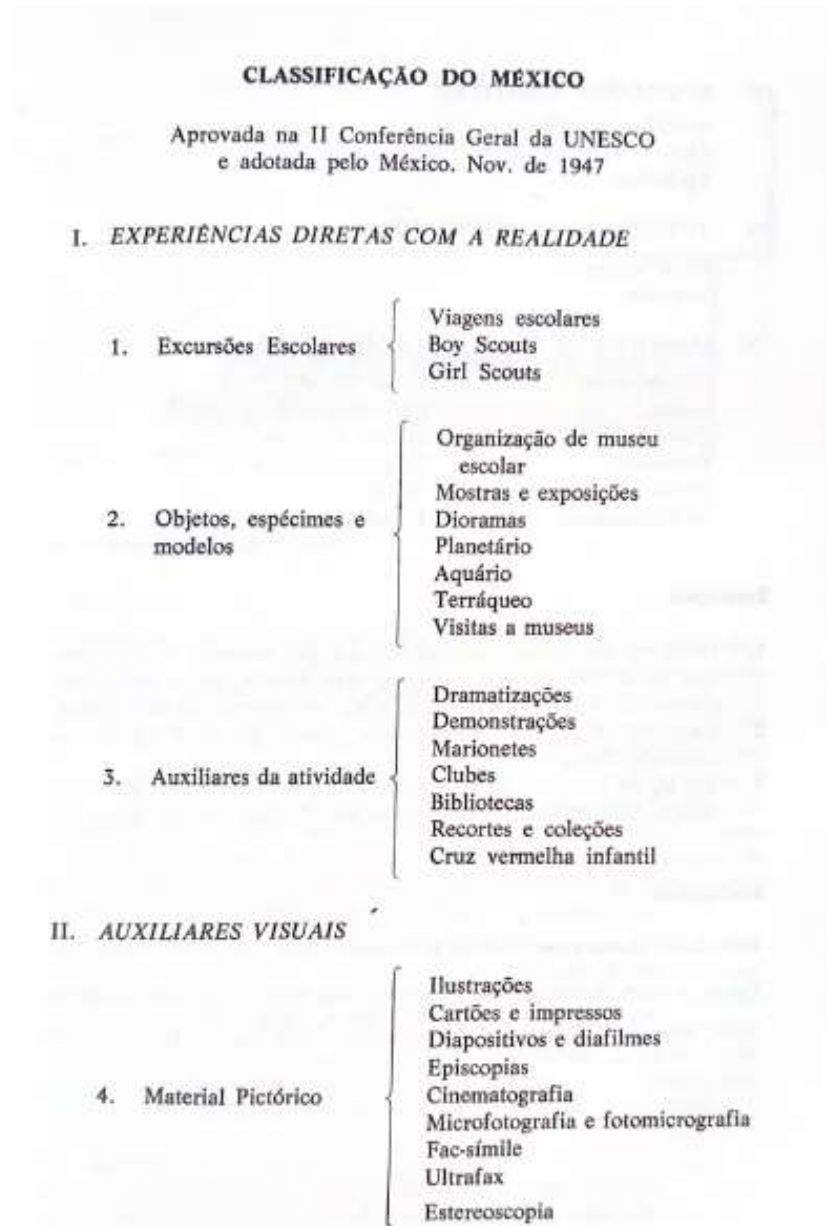 CLASSIFICAÇÃO DO MÉXICO
Aprovada na II Conferência Geral da UNESCO
e adotada pelo México. Nov. de 1947
I. EXPERIÊNCIAS DIRETAS COM A REALIDADE
1. Excursões Escolares
Viagens escolares
Boy Scouts
Girl Scouts
2. Objetos, espécimes e
modelos
Organização de museu
escolar
Mostras e exposições
Dioramas
Planetário
Aquário
Terráqueo
Visitas a museus
3. Auxiliares da atividade
Dramatizações
Demonstrações
Marionetes
Clubes
Bibliotecas
Recortes e coleções
Cruz vermelha infantil
II. AUXILIARES VISUAIS
4. Material Pictórico
Ilustrações
Cartões e impressos
Diapositivos e diafilmes
Episcopias
Cinematografia
Microfotografia e fotomicrografia
Fac-símile
Ultrafax
Estereoscopia